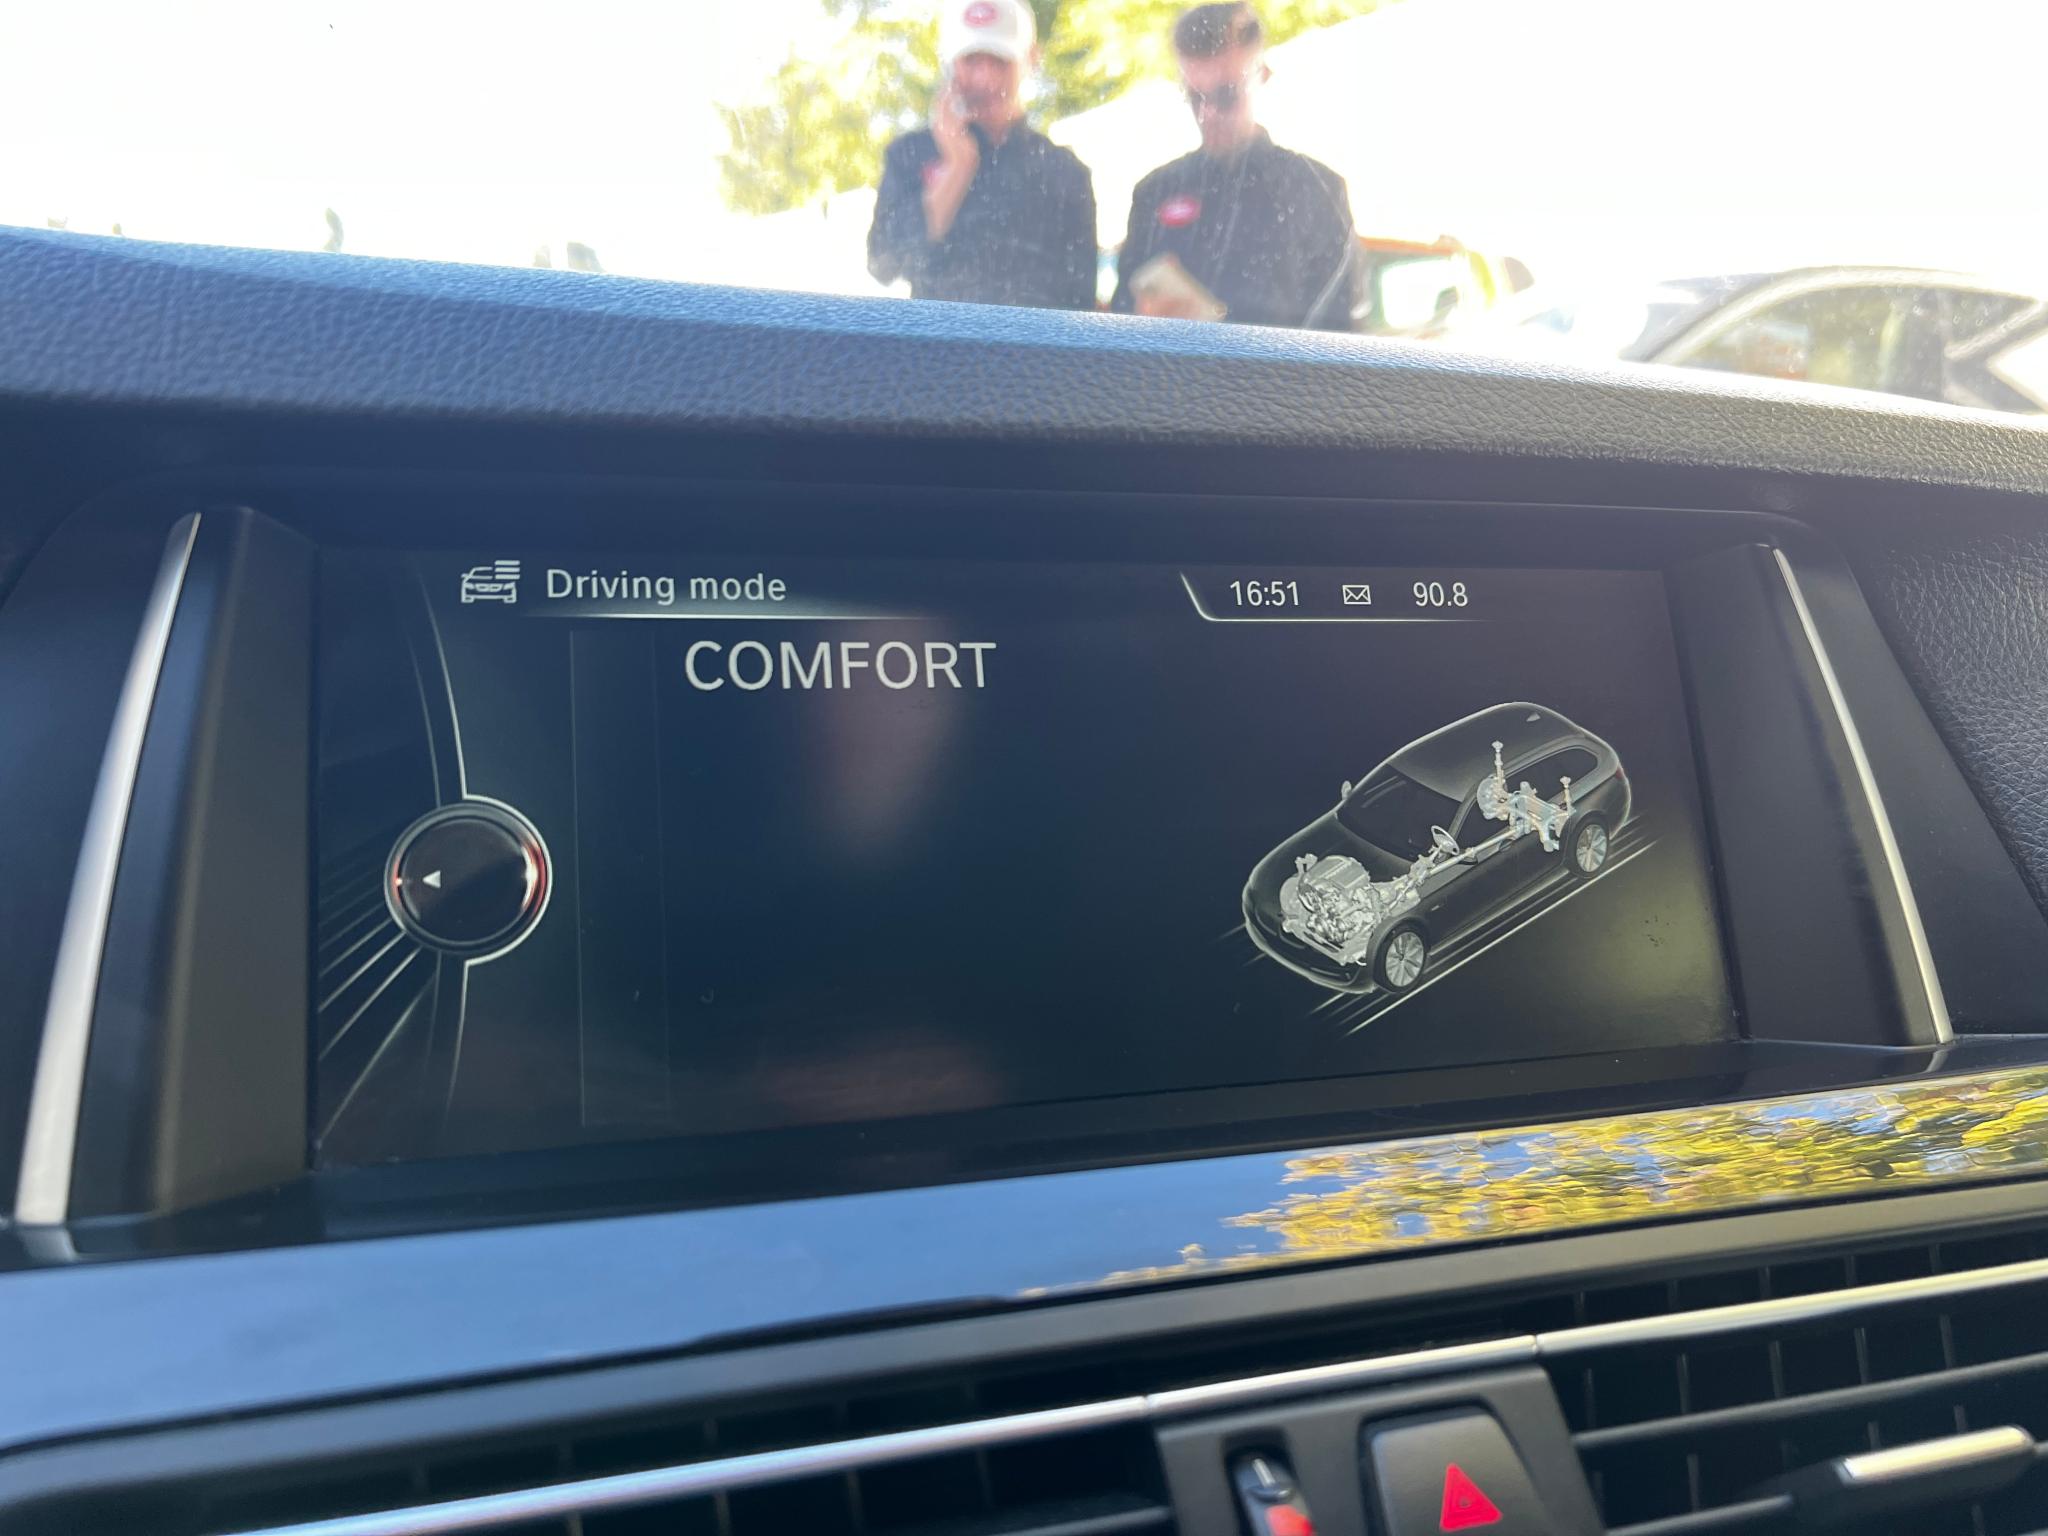 Driving mode
16:51 90.8
COMFORT